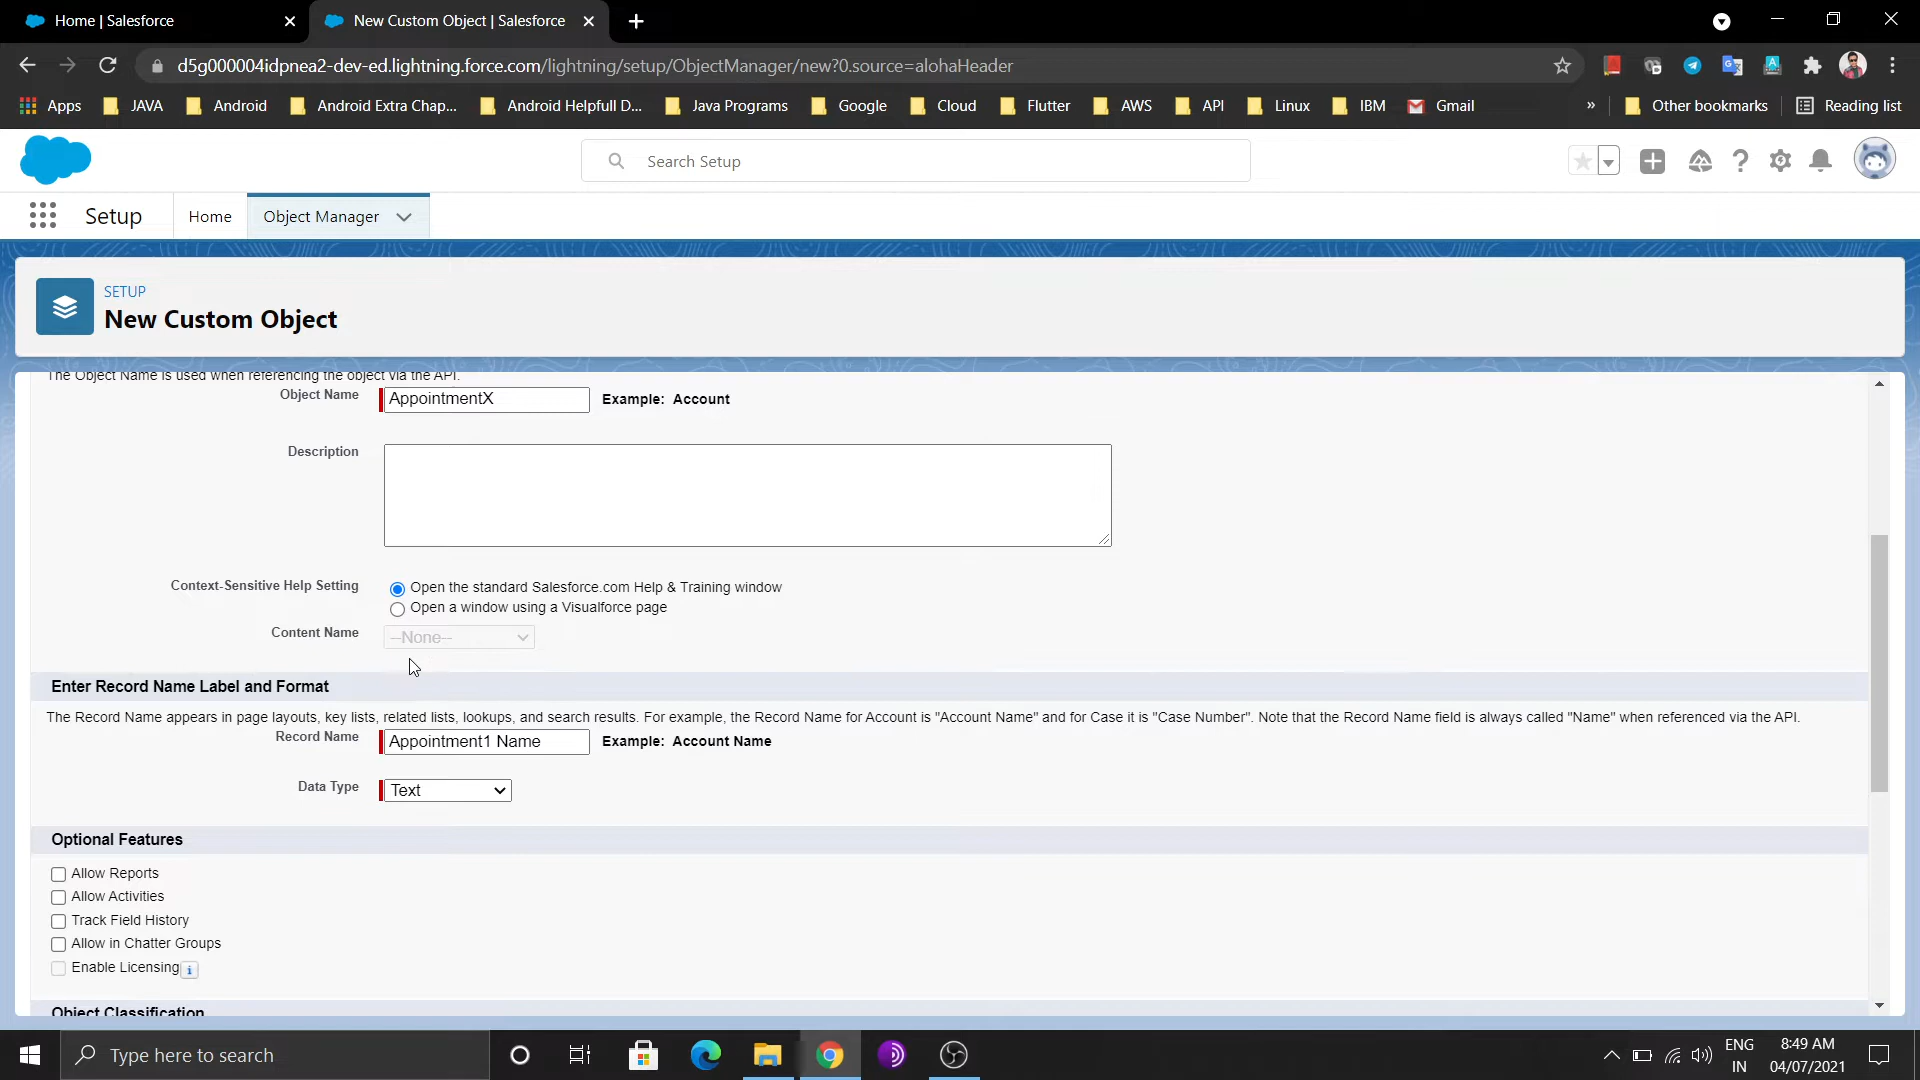 Home | Salesforce
New Custom Object | Salesforce
d5g000004idpnea2-dev-ed.lightning.force.com/lightning/setup/ObjectManager/new?0.source=alohaHeader
Apps JAVA Android Android Extra Chap... Android Helpfull D... Java Programs Google Cloud Flutter AWS API Linux IBM Gmail » Other bookmarks Reading list
Search Setup
Setup Home Object Manager
SETUP
New Custom Object
The Object Name is used when referencing the object via the API.
Object Name AppointmentX Example: Account
Description
Context-Sensitive Help Setting Open the standard Salesforce.com Help & Training window
Open a window using a Visualforce page
Content Name --None--
Enter Record Name Label and Format
The Record Name appears in page layouts, key lists, related lists, lookups, and search results. For example, the Record Name for Account is "Account Name" and for Case it is "Case Number". Note that the Record Name field is always called "Name" when referenced via the API.
Record Name Appointment1 Name Example: Account Name
Data Type Text
Optional Features
Allow Reports
Allow Activities
Track Field History
Allow in Chatter Groups
Enable Licensing i
Object Classification
Type here to search
ENG
IN
8:49 AM
04/07/2021